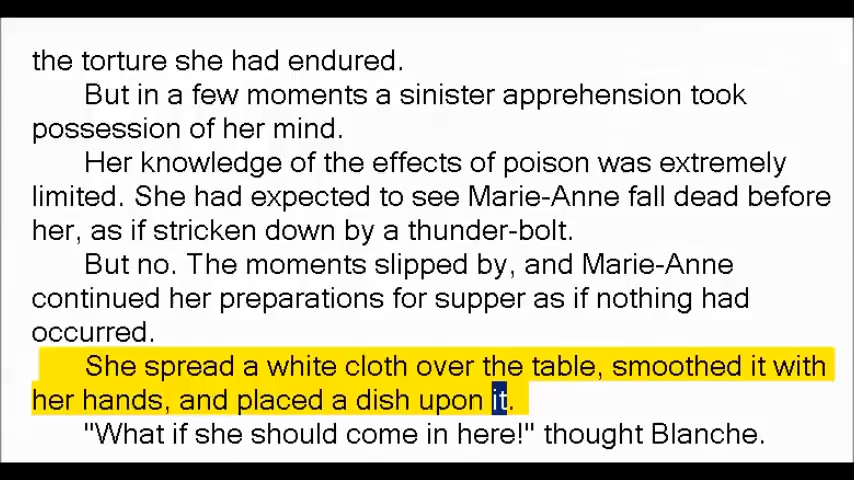 the torture she had endured.
But in a few moments a sinister apprehension took
possession of her mind.
Her knowledge of the effects of poison was extremely
limited. She had expected to see Marie-Anne fall dead before
her, as if stricken down by a thunder-bolt.
But no. The moments slipped by, and Marie-Anne
continued her preparations for supper as if nothing had
occurred.
She spread a white cloth over the table, smoothed it with
her hands, and placed a dish upon it.
"What if she should come in here!" thought Blanche.